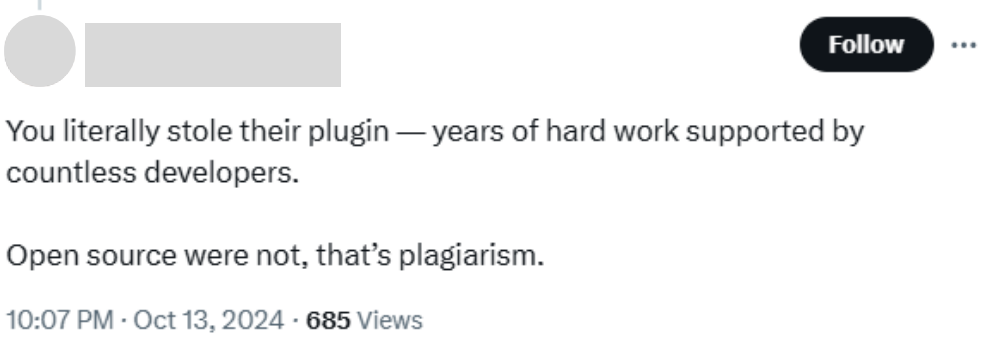 Follow
You literally stole their plugin — years of hard work supported by
countless developers.
Open source were not, that’s plagiarism.
10:07 PM · Oct 13, 2024 · 685 Views